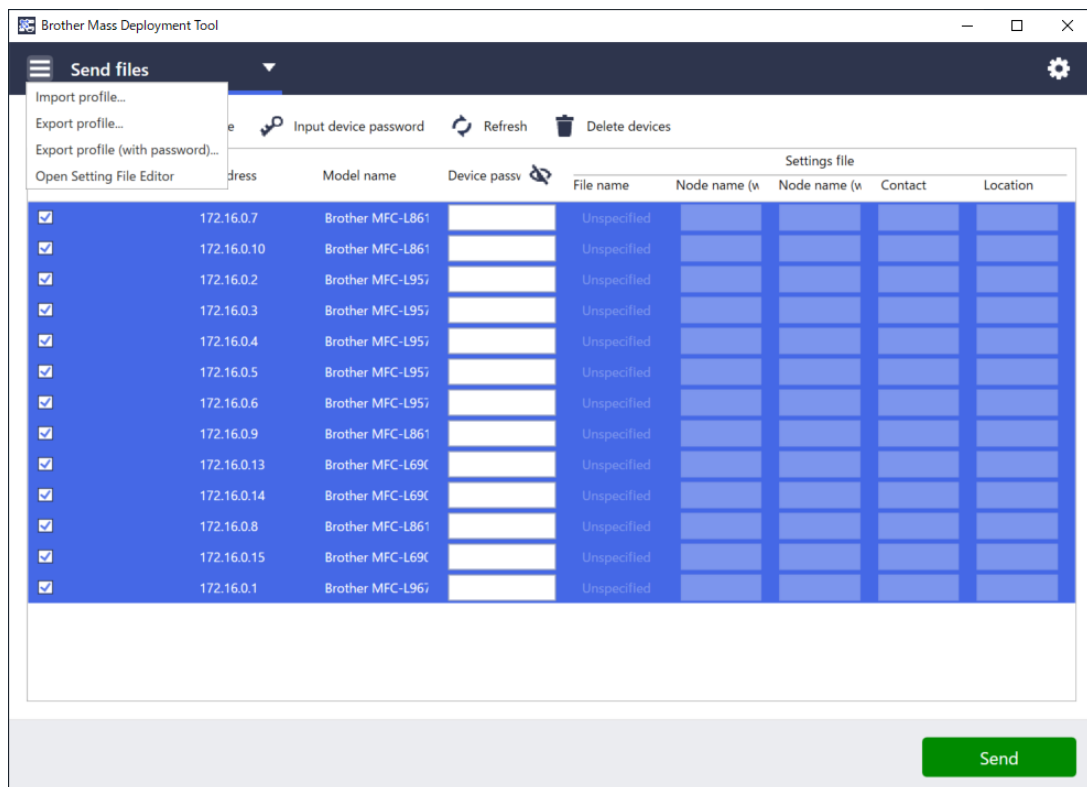 Brother Mass Deployment Tool
Send files
Import profile...
Export profile...
Export profile (with password)...
Open Setting File Editor
e Input device password Refresh Delete devices
dress Model name Device passw Settings file
File name Node name (w Node name (w Contact Location
172.16.0.7 Brother MFC-L861 Unspecified
172.16.0.10 Brother MFC-L861 Unspecified
172.16.0.2 Brother MFC-L957 Unspecified
172.16.0.3 Brother MFC-L957 Unspecified
172.16.0.4 Brother MFC-L957 Unspecified
172.16.0.5 Brother MFC-L957 Unspecified
172.16.0.6 Brother MFC-L957 Unspecified
172.16.0.9 Brother MFC-L861 Unspecified
172.16.0.13 Brother MFC-L690 Unspecified
172.16.0.14 Brother MFC-L690 Unspecified
172.16.0.8 Brother MFC-L861 Unspecified
172.16.0.15 Brother MFC-L690 Unspecified
172.16.0.1 Brother MFC-L967 Unspecified
Send